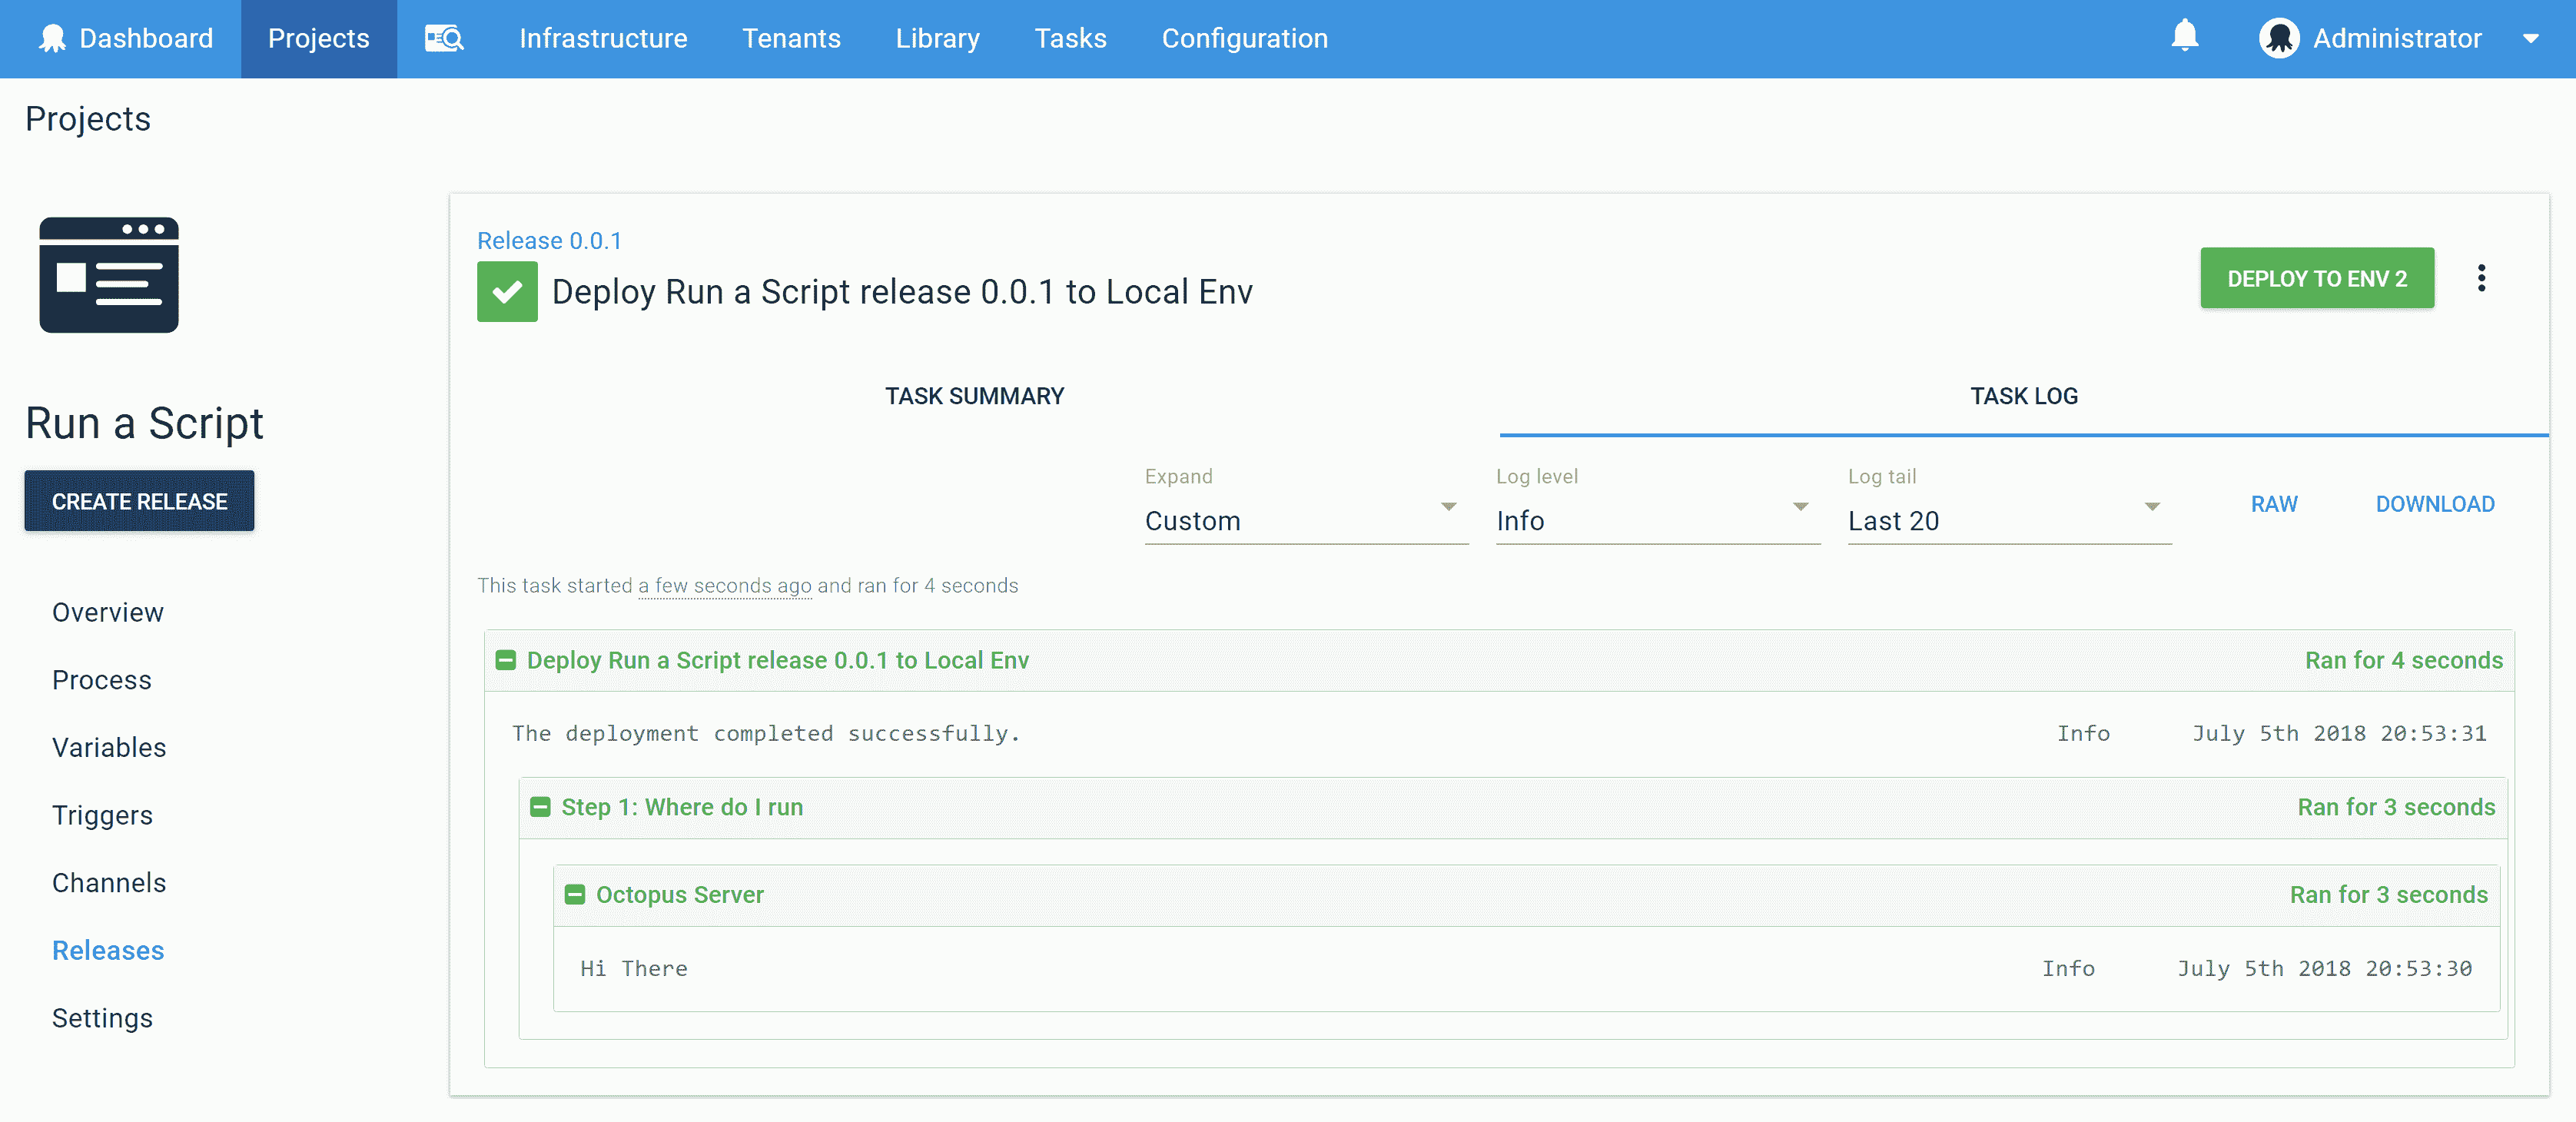 Dashboard Projects Infrastructure Tenants Library Tasks Configuration Administrator
Projects
Run a Script
CREATE RELEASE
Overview
Process
Variables
Triggers
Channels
Releases
Settings
Release 0.0.1
Deploy Run a Script release 0.0.1 to Local Env
DEPLOY TO ENV 2
TASK SUMMARY TASK LOG
Expand Log level Log tail
Custom Info Last 20 RAW DOWNLOAD
This task started a few seconds ago and ran for 4 seconds
Deploy Run a Script release 0.0.1 to Local Env Ran for 4 seconds
The deployment completed successfully. Info July 5th 2018 20:53:31
Step 1: Where do I run Ran for 3 seconds
Octopus Server Ran for 3 seconds
Hi There Info July 5th 2018 20:53:30